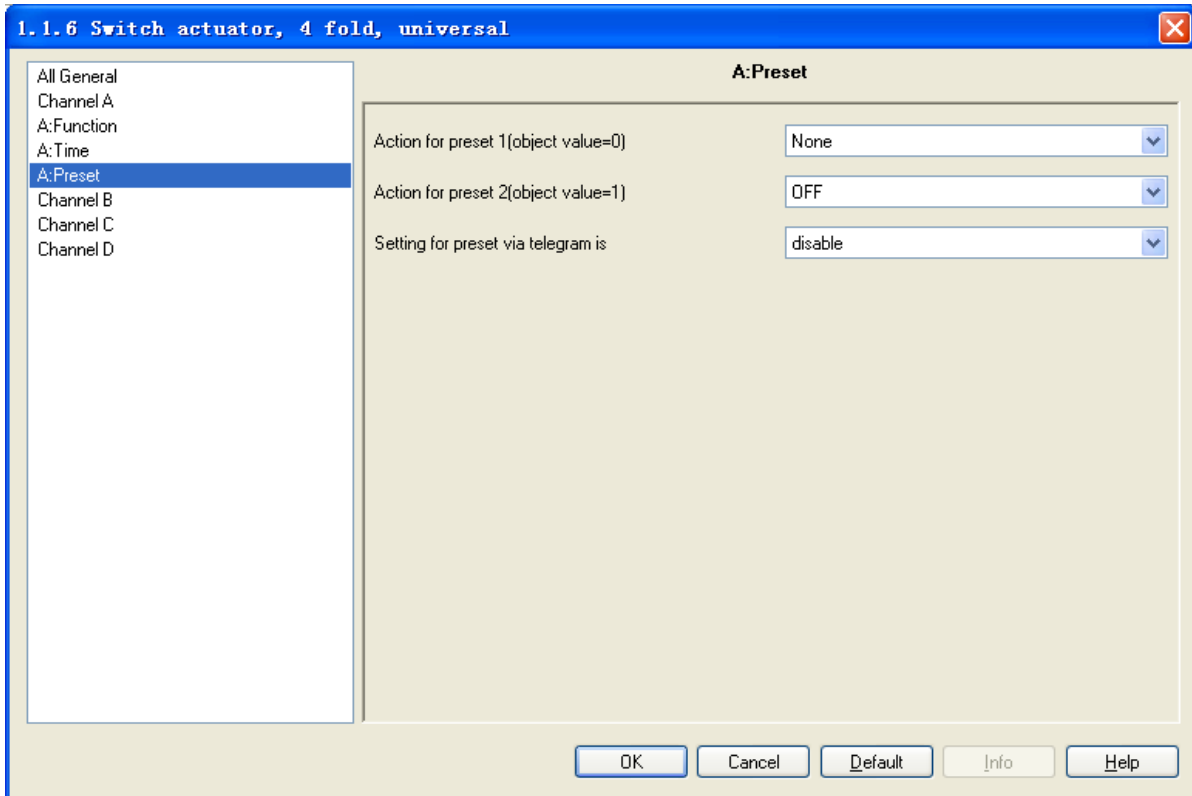 1.1.6 Switch actuator, 4 fold, universal
All General
Channel A
A:Function
A:Time
A:Preset
Channel B
Channel C
Channel D
A:Preset
Action for preset 1(object value=0) None
Action for preset 2(object value=1) OFF
Setting for preset via telegram is disable
OK Cancel Default Info Help